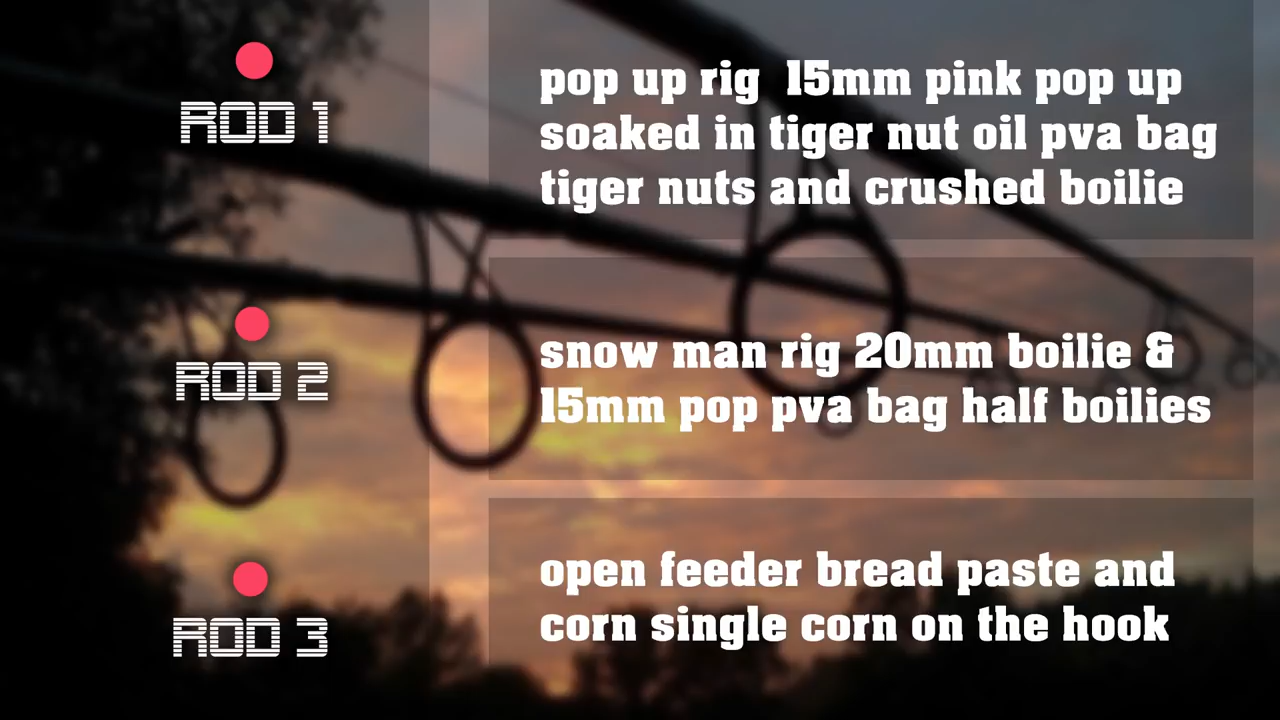 ROD 1
pop up rig 15mm pink pop up
soaked in tiger nut oil pva bag
tiger nuts and crushed boilie
ROD 2
snow man rig 20mm boilie &
15mm pop pva bag half boilies
ROD 3
open feeder bread paste and
corn single corn on the hook